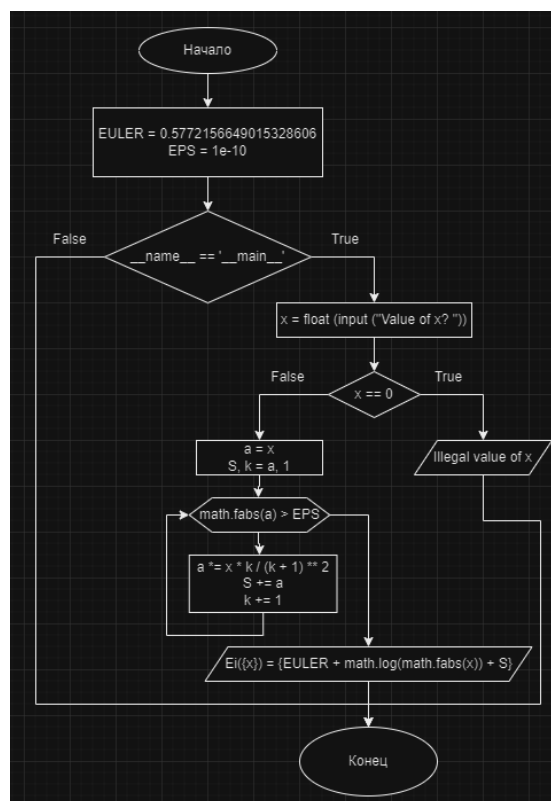 Начало
EULER = 0.5772156649015328606
EPS = 1e-10
False
True
__name__ == '__main__'
x = float (input ("Value of x? "))
False
True
x == 0
a = x
S, k = a, 1
Illegal value of x
math.fabs(a) > EPS
a *= x * k / (k + 1) ** 2
S += a
k += 1
Ei({x}) = {EULER + math.log(math.fabs(x)) + S}
Конец